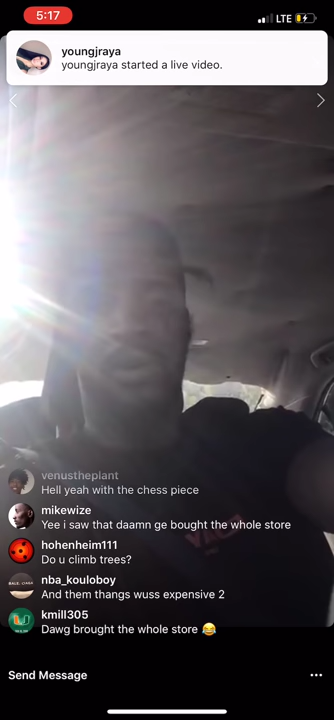 5:17
LTE
youngjraya
youngjraya started a live video.
venustheplant
Hell yeah with the chess piece
mikewize
Yee i saw that daamn ge bought the whole store
hohenheim111
Do u climb trees?
nba_kouloboy
And them thangs wuss expensive 2
kmill305
Dawg brought the whole store 😂
Send Message